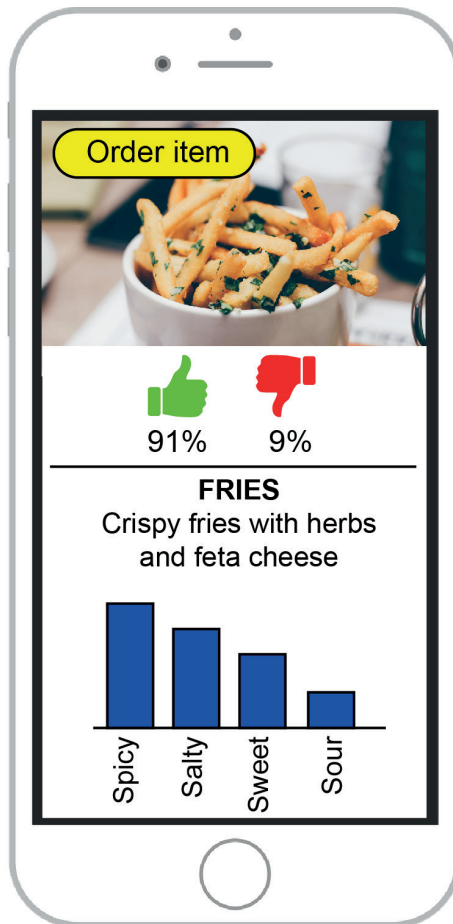 Order item
91% 9%
FRIES
Crispy fries with herbs
and feta cheese
Spicy
Salty
Sweet
Sour